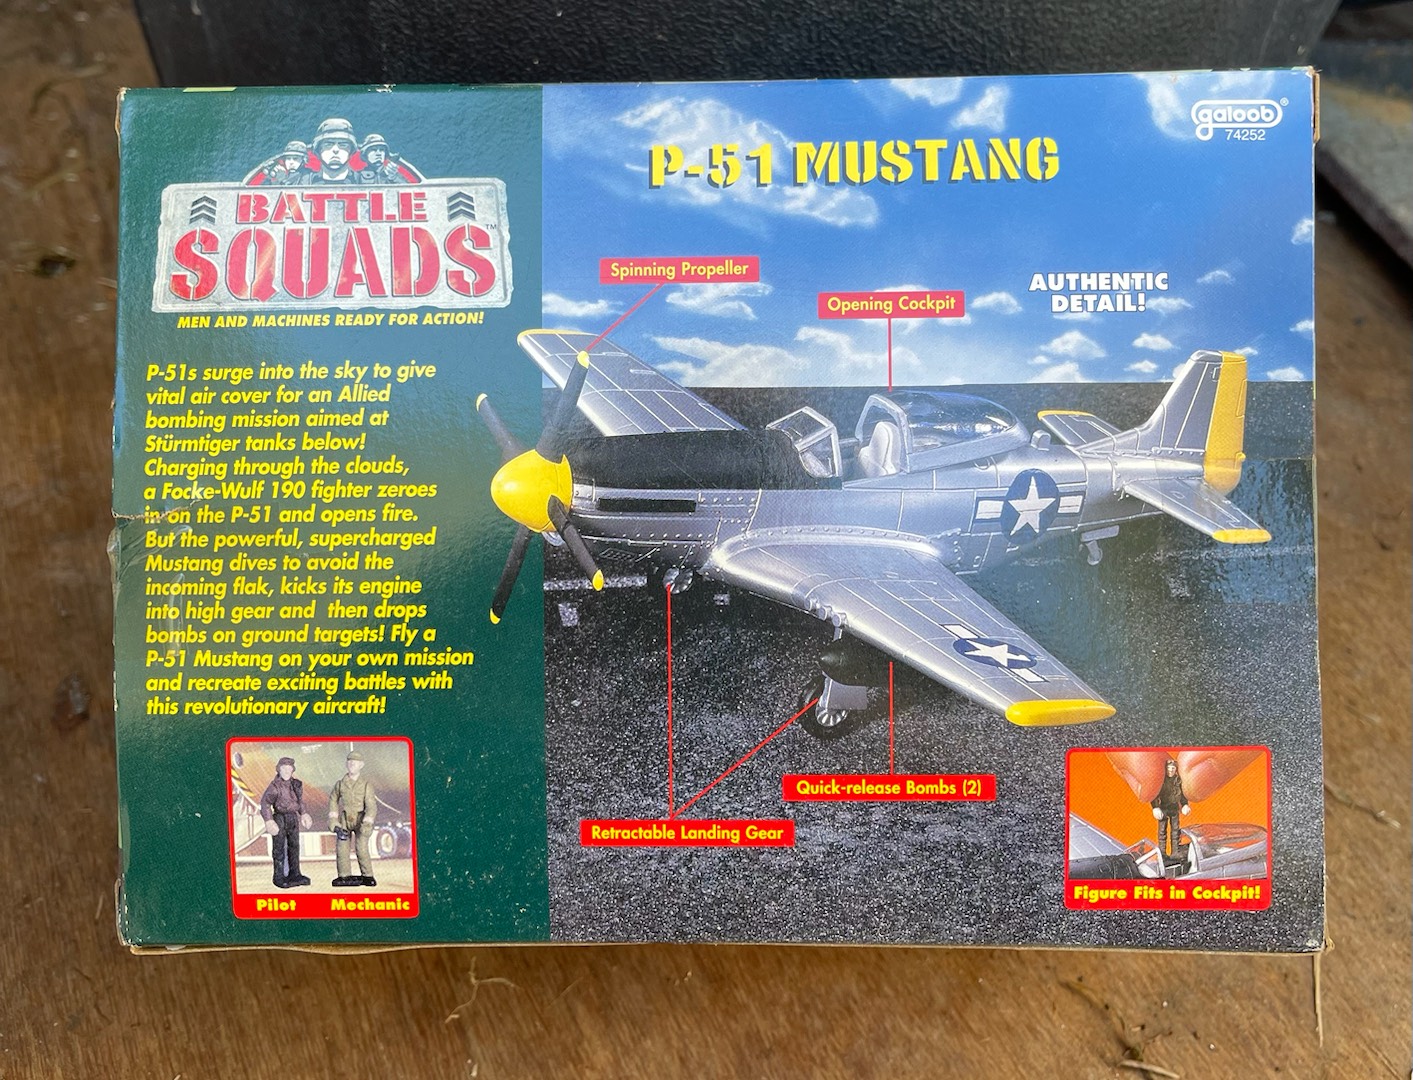 galoob®
74252
P-51 MUSTANG
BATTLE
SQUADS™
MEN AND MACHINES READY FOR ACTION!
P-51s surge into the sky to give
vital air cover for an Allied
bombing mission aimed at
Stürmtiger tanks below!
Charging through the clouds,
a Focke-Wulf 190 fighter zeroes
in on the P-51 and opens fire.
But the powerful, supercharged
Mustang dives to avoid the
incoming flak, kicks its engine
into high gear and then drops
bombs on ground targets! Fly a
P-51 Mustang on your own mission
and recreate exciting battles with
this revolutionary aircraft!
Pilot
Mechanic
Spinning Propeller
Opening Cockpit
AUTHENTIC
DETAIL!
Quick-release Bombs (2)
Retractable Landing Gear
Figure Fits in Cockpit!